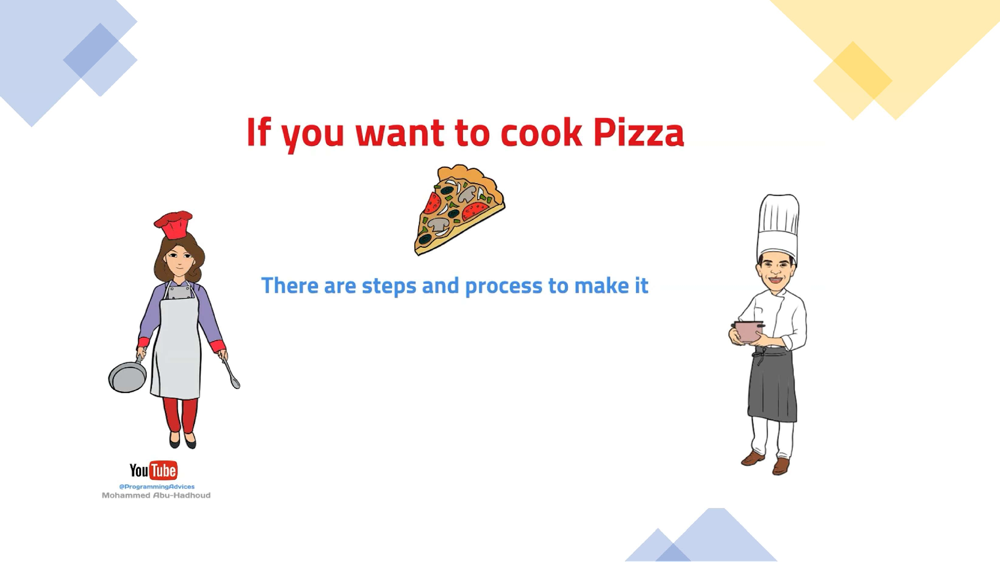 If you want to cook Pizza
There are steps and process to make it
YouTube
@ProgrammingAdvices
Mohammed Abu-Hadhoud